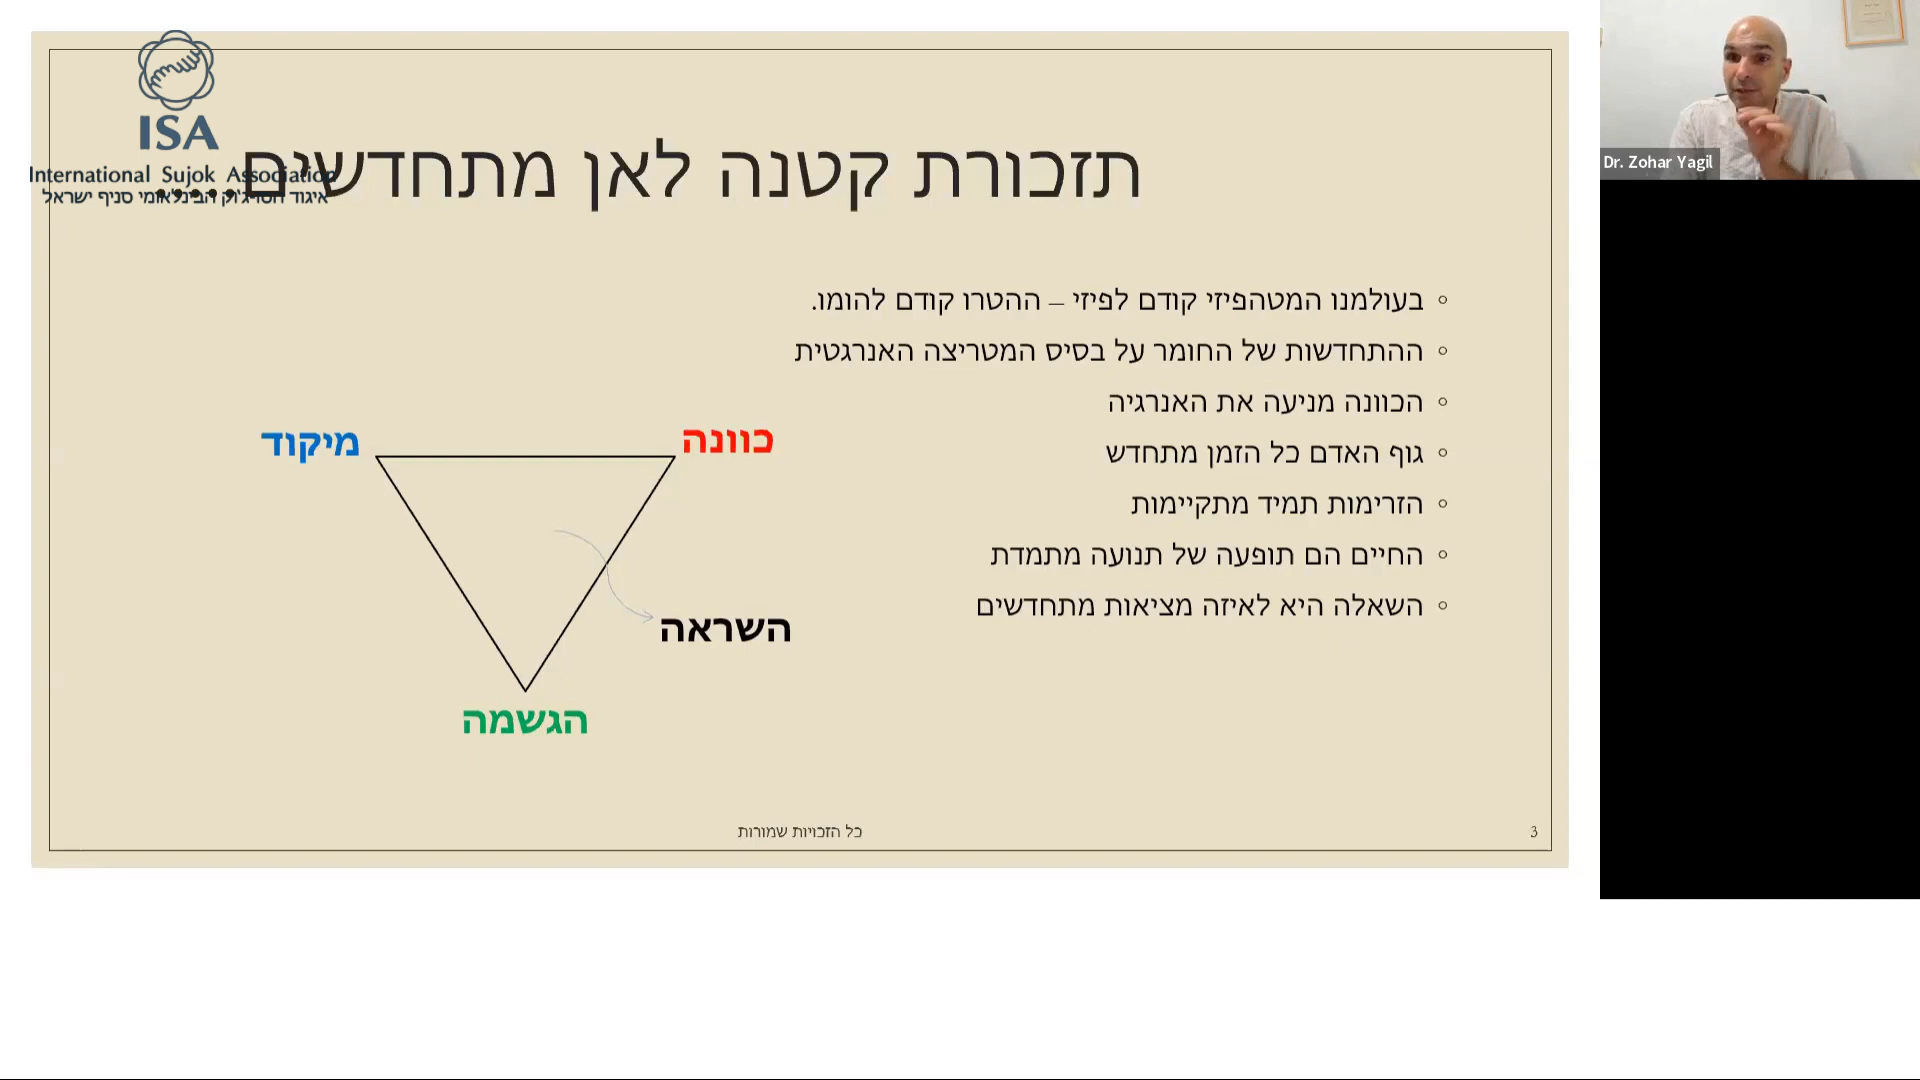 ISA
International Sujok Association
איגוד הסו-ג'וק הבינלאומי סניף ישראל
תזכורת קטנה לאן מתחדשים.....
בעולמנו המטהפיזי קודם לפיזי – ההטרו קודם להומו.
ההתחדשות של החומר על בסיס המטריצה האנרגטית
הכוונה מניעה את האנרגיה
גוף האדם כל הזמן מתחדש
הזרימות תמיד מתקיימות
החיים הם תופעה של תנועה מתמדת
השאלה היא לאיזה מציאות מתחדשים
כוונה
מיקוד
השראה
הגשמה
כל הזכויות שמורות
3
Dr. Zohar Yagil